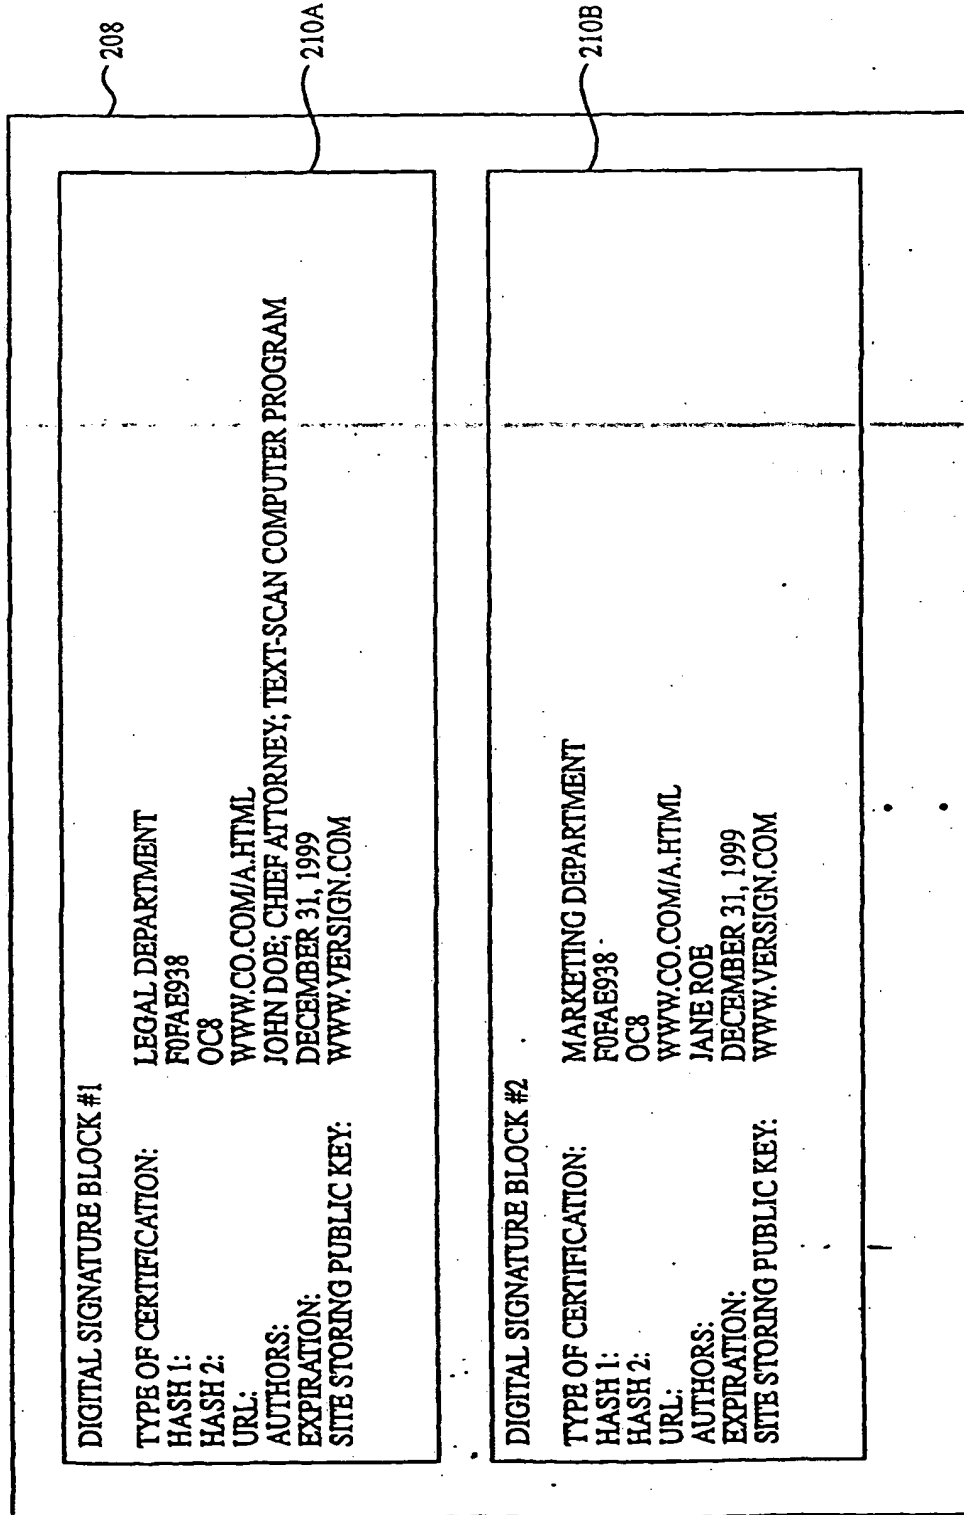 208
210A
DIGITAL SIGNATURE BLOCK #1
TYPE OF CERTIFICATION: LEGAL DEPARTMENT
HASH 1: F0FAE938
HASH 2: OC8
URL: WWW.CO.COM/A.HTML
AUTHORS: JOHN DOE; CHIEF ATTORNEY; TEXT-SCAN COMPUTER PROGRAM
EXPIRATION: DECEMBER 31, 1999
SITE STORING PUBLIC KEY: WWW.VERSIGN.COM
210B
DIGITAL SIGNATURE BLOCK #2
TYPE OF CERTIFICATION: MARKETING DEPARTMENT
HASH 1: F0FAE938
HASH 2: OC8
URL: WWW.CO.COM/A.HTML
AUTHORS: JANE ROE
EXPIRATION: DECEMBER 31, 1999
SITE STORING PUBLIC KEY: WWW.VERSIGN.COM